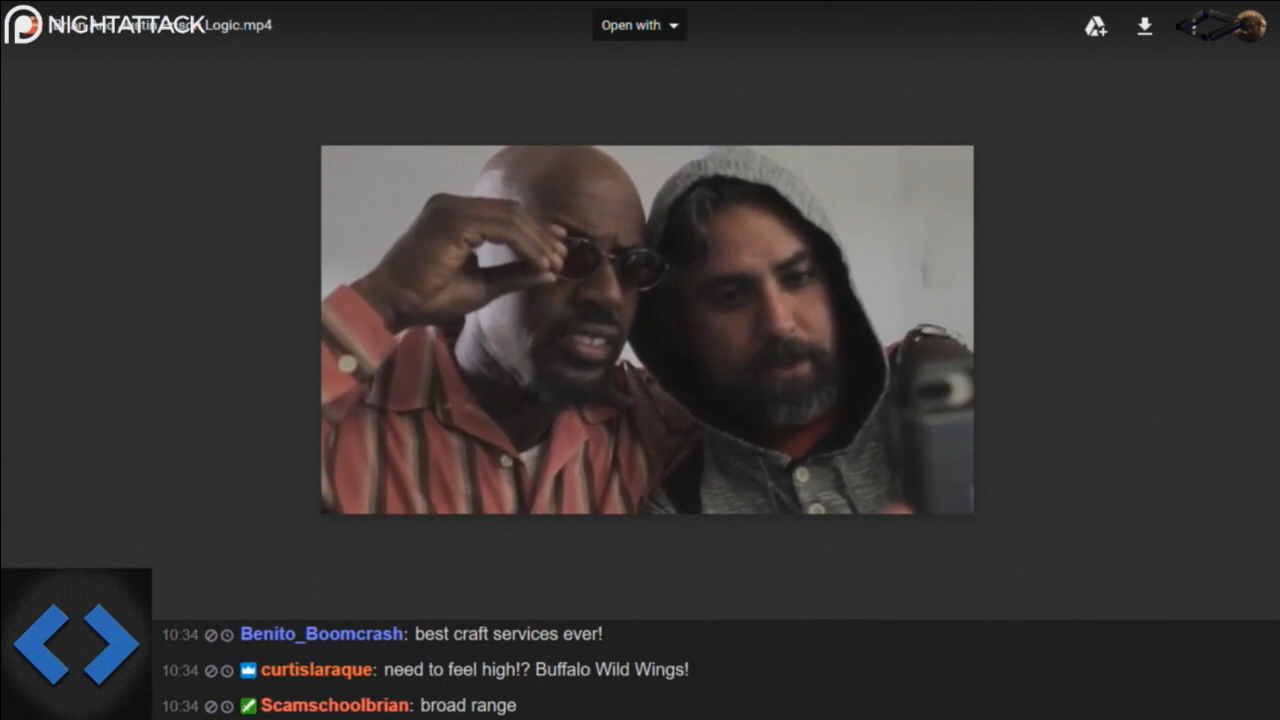 NIGHTATTACK
Logic.mp4
Open with
10:34 Benito_Boomcrash: best craft services ever!
10:34 curtislaraque: need to feel high!? Buffalo Wild Wings!
10:34 Scamschoolbrian: broad range